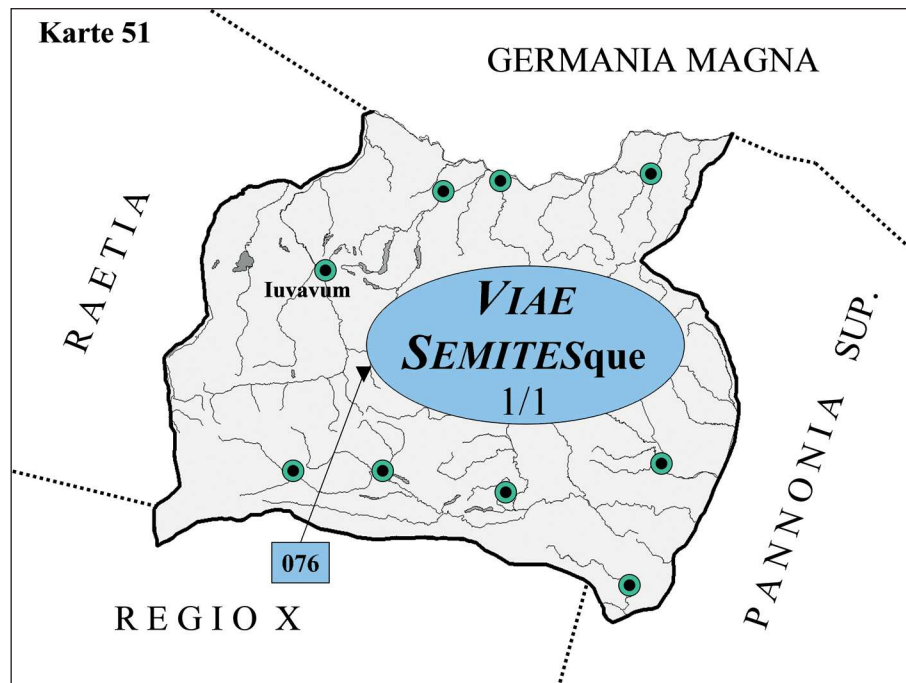 Karte 51
GERMANIA MAGNA
RAETIA
Iuvavum
VIAE
SEMITESque
1/1
PANNONIA SUP.
076
REGIO X